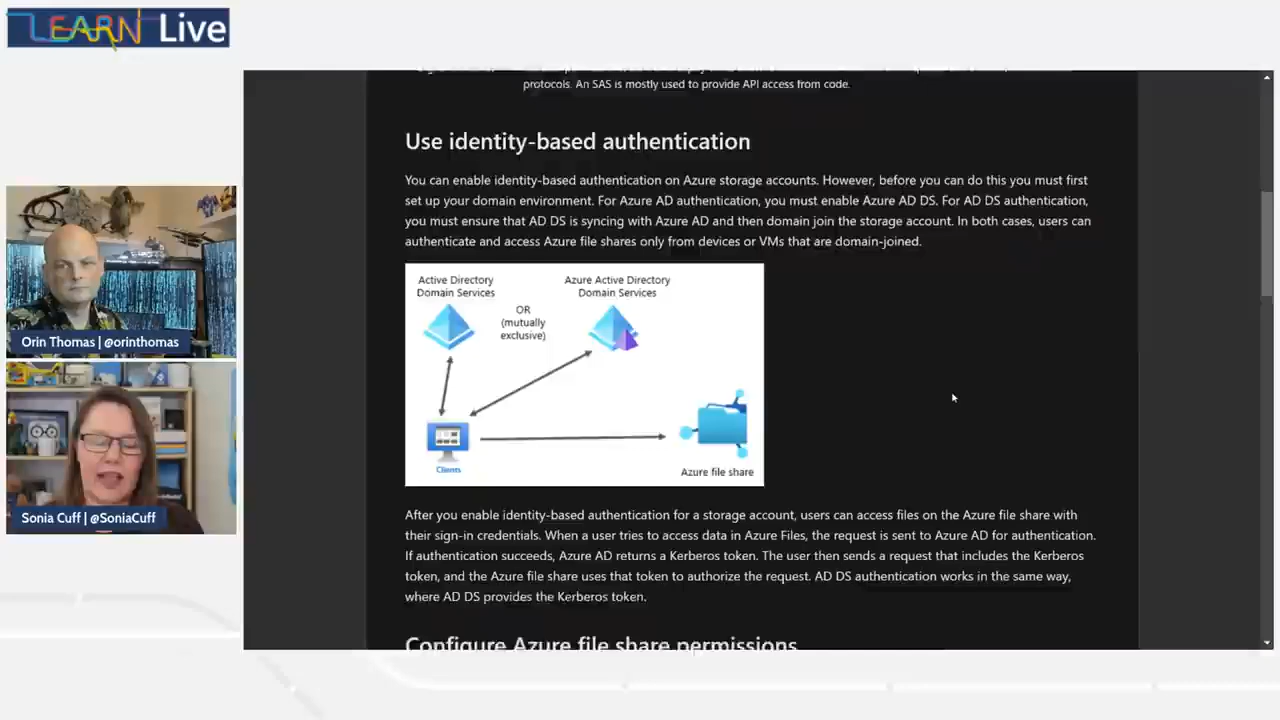 LEARN Live
protocols. An SAS is mostly used to provide API access from code.
Use identity-based authentication
You can enable identity-based authentication on Azure storage accounts. However, before you can do this you must first
set up your domain environment. For Azure AD authentication, you must enable Azure AD DS. For AD DS authentication,
you must ensure that AD DS is syncing with Azure AD and then domain join the storage account. In both cases, users can
authenticate and access Azure file shares only from devices or VMs that are domain-joined.
Active Directory
Domain Services
OR
(mutually
exclusive)
Azure Active Directory
Domain Services
Clients
Azure file share
After you enable identity-based authentication for a storage account, users can access files on the Azure file share with
their sign-in credentials. When a user tries to access data in Azure Files, the request is sent to Azure AD for authentication.
If authentication succeeds, Azure AD returns a Kerberos token. The user then sends a request that includes the Kerberos
token, and the Azure file share uses that token to authorize the request. AD DS authentication works in the same way,
where AD DS provides the Kerberos token.
Configure Azure file share permissions
Orin Thomas | @orinthomas
Sonia Cuff | @SoniaCuff